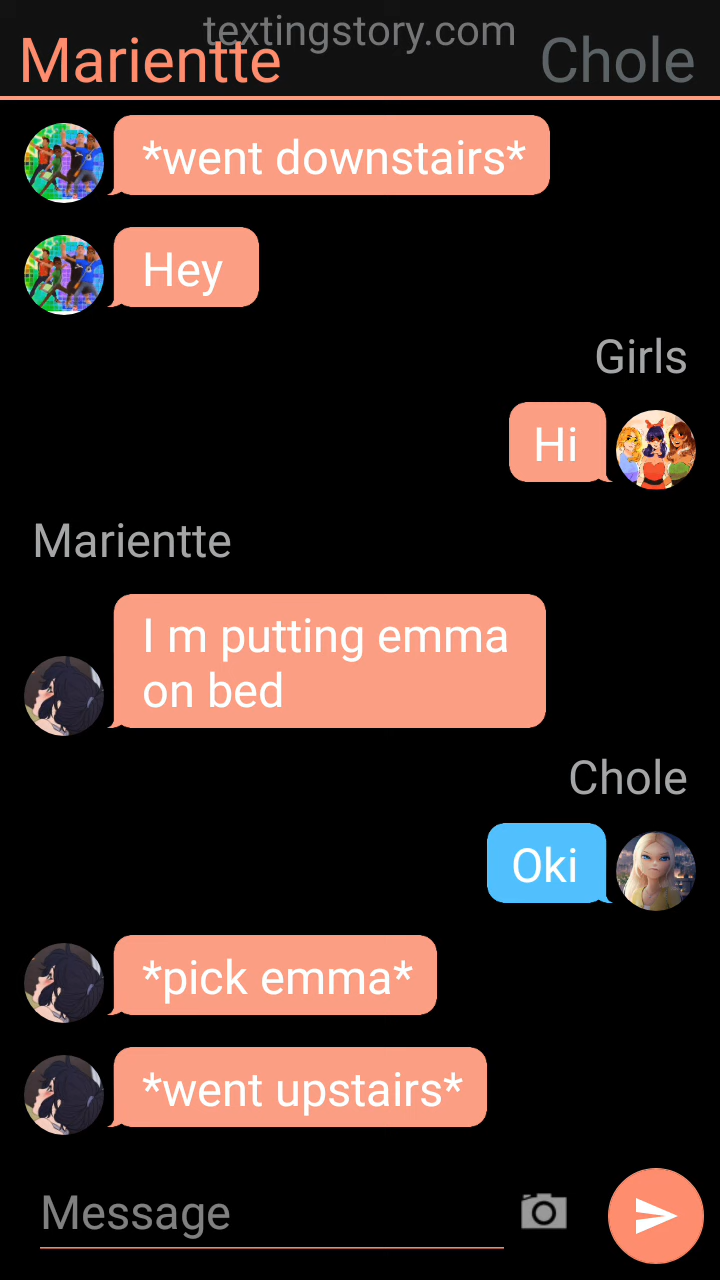 textingstory.com
Marientte
Chole
*went downstairs*
Hey
Girls
Hi
Marientte
I m putting emma
on bed
Chole
Oki
*pick emma*
*went upstairs*
Message